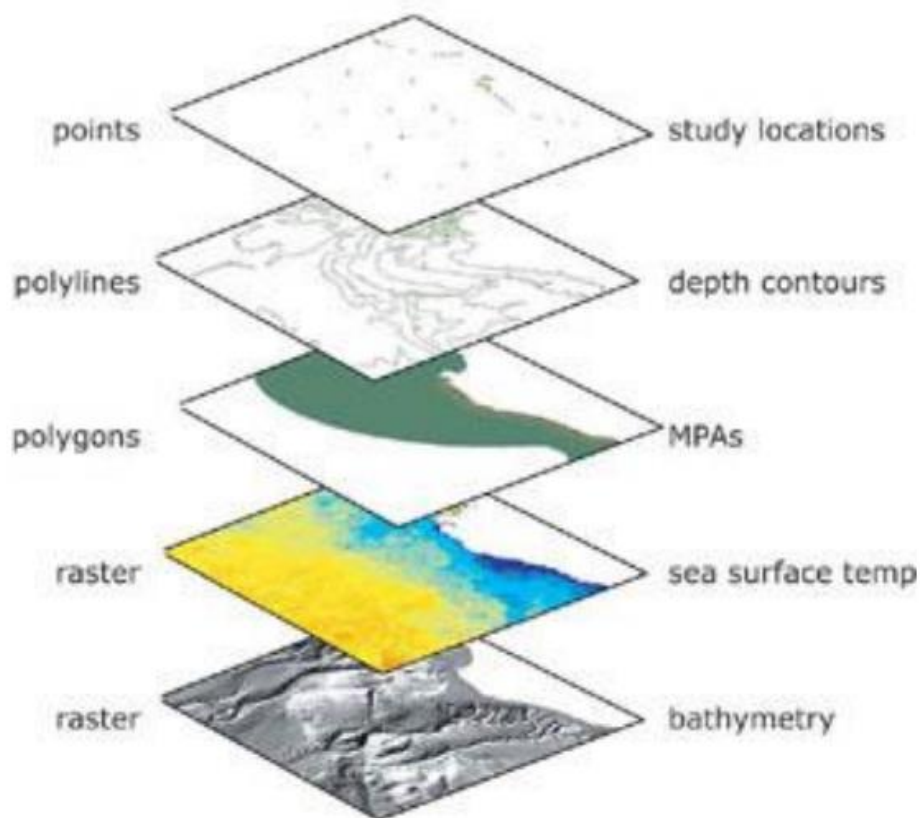 points study locations
polylines depth contours
polygons MPAs
raster sea surface temp
raster bathymetry